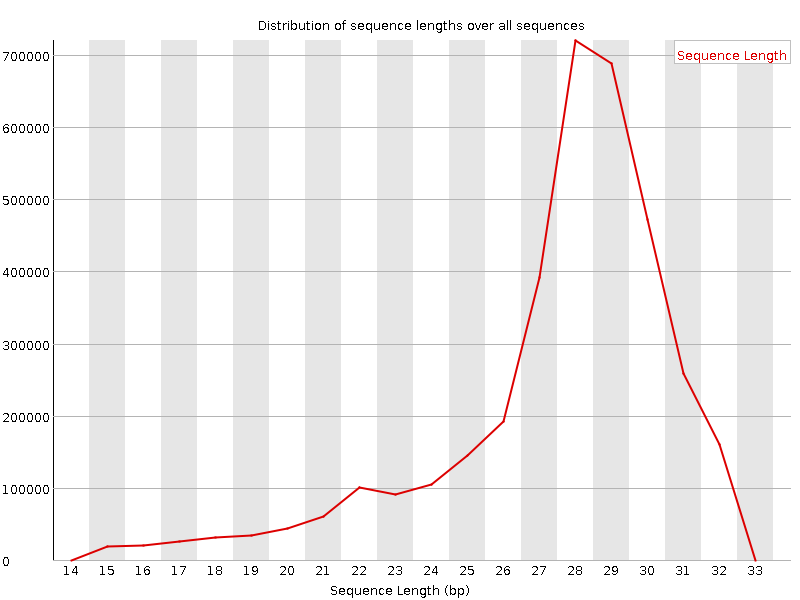 Distribution of sequence lengths over all sequences
Sequence Length
700000
600000
500000
400000
300000
200000
100000
0
14 15 16 17 18 19 20 21 22 23 24 25 26 27 28 29 30 31 32 33
Sequence Length (bp)